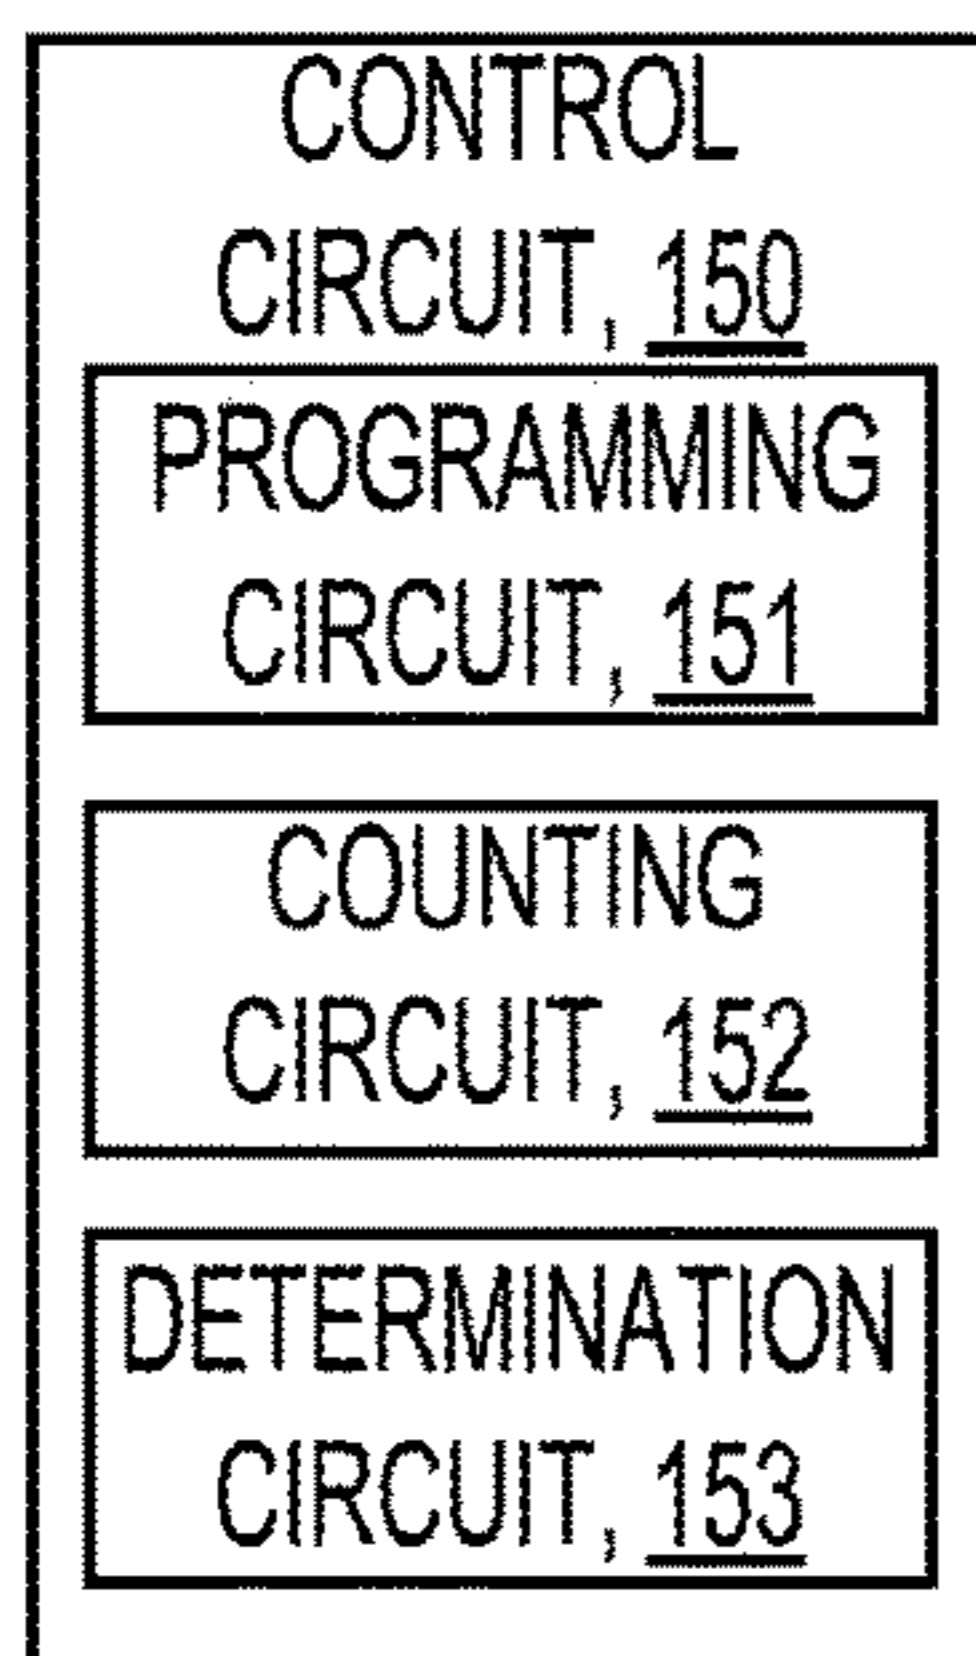 CONTROL
CIRCUIT, 150
PROGRAMMING
CIRCUIT, 151
COUNTING
CIRCUIT, 152
DETERMINATION
CIRCUIT, 153